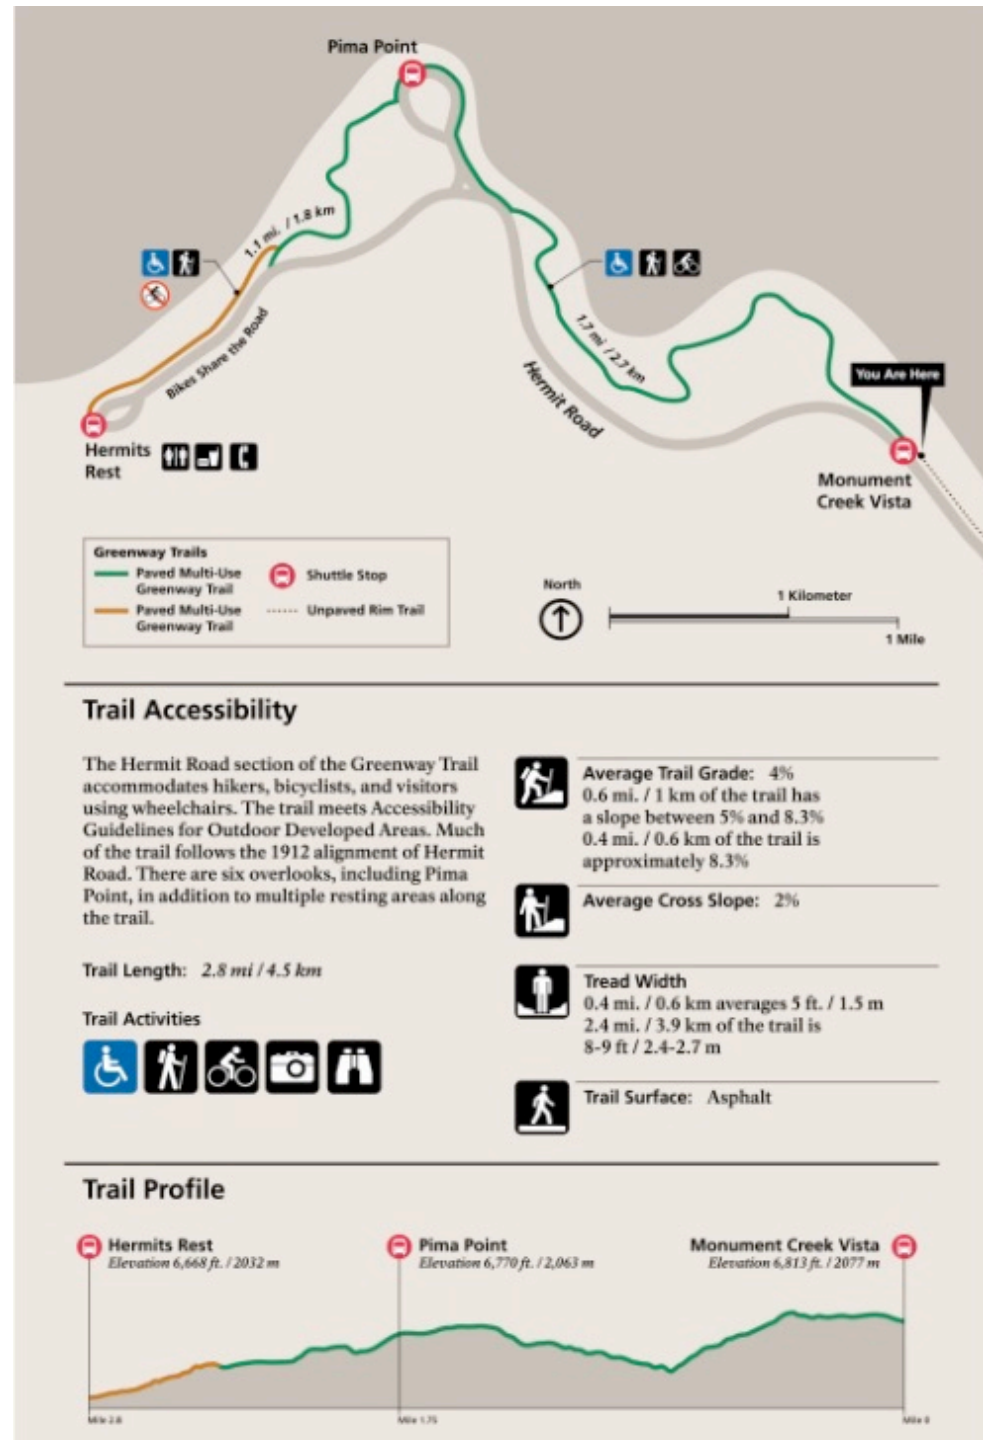 Pima Point
1.1 mi. / 1.8 km
Bikes Share the Road
1.7 mi / 2.7 km
Hermit Road
You Are Here
Hermits
Rest
Monument
Creek Vista
Greenway Trails
Paved Multi-Use
Greenway Trail
Shuttle Stop
Paved Multi-Use
Greenway Trail
Unpaved Rim Trail
North
1 Kilometer
1 Mile
Trail Accessibility
The Hermit Road section of the Greenway Trail
accommodates hikers, bicyclists, and visitors
using wheelchairs. The trail meets Accessibility
Guidelines for Outdoor Developed Areas. Much
of the trail follows the 1912 alignment of Hermit
Road. There are six overlooks, including Pima
Point, in addition to multiple resting areas along
the trail.
Trail Length: 2.8 mi / 4.5 km
Trail Activities
Average Trail Grade: 4%
0.6 mi. / 1 km of the trail has
a slope between 5% and 8.3%
0.4 mi. / 0.6 km of the trail is
approximately 8.3%
Average Cross Slope: 2%
Tread Width
0.4 mi. / 0.6 km averages 5 ft. / 1.5 m
2.4 mi. / 3.9 km of the trail is
8-9 ft / 2.4-2.7 m
Trail Surface: Asphalt
Trail Profile
Hermits Rest
Elevation 6,668 ft. / 2032 m
Pima Point
Elevation 6,770 ft. / 2,063 m
Monument Creek Vista
Elevation 6,813 ft. / 2077 m
Mile 2.8
Mile 1.75
Mile 0